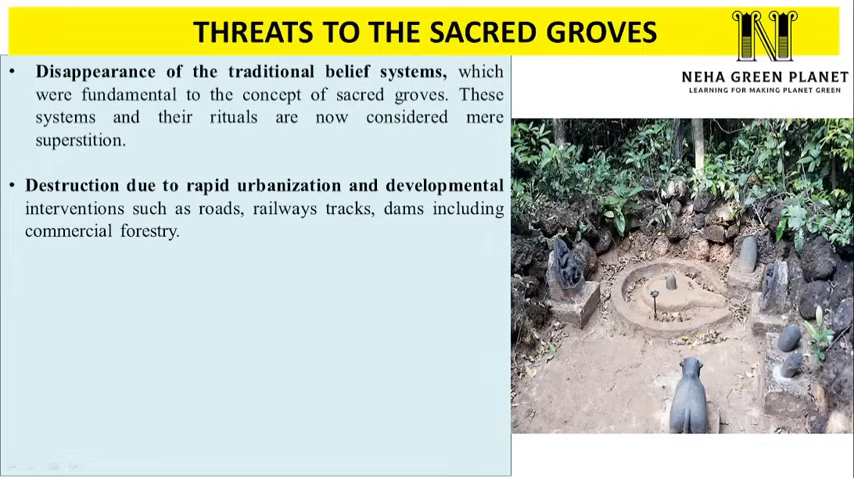 THREATS TO THE SACRED GROVES
N
NEHA GREEN PLANET
LEARNING FOR MAKING PLANET GREEN
• Disappearance of the traditional belief systems, which
were fundamental to the concept of sacred groves. These
systems and their rituals are now considered mere
superstition.
• Destruction due to rapid urbanization and developmental
interventions such as roads, railways tracks, dams including
commercial forestry.